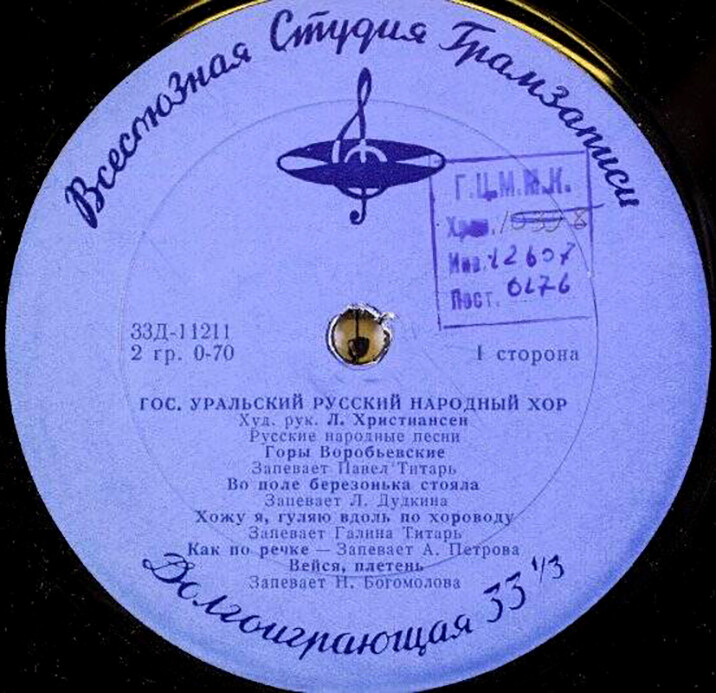 Всесоюзная Студия Грамзаписи
Г.Ц.М.М.К.
Хран.
Инв. 12607
Пост. 0176
33Д-11211
2 гр. 0-70
I сторона
ГОС. УРАЛЬСКИЙ РУССКИЙ НАРОДНЫЙ ХОР
Худ. рук. Л. Христиансен
Русские народные песни
Горы Воробьевские
Запевает Павел Титарь
Во поле березонька стояла
Запевает Л. Дудкина
Хожу я, гуляю вдоль по хороводу
Запевает Галина Титарь
Как по речке — Запевает А. Петрова
Вейся, плетень
Запевает Н. Богомолова
Долгоиграющая 33 1/3